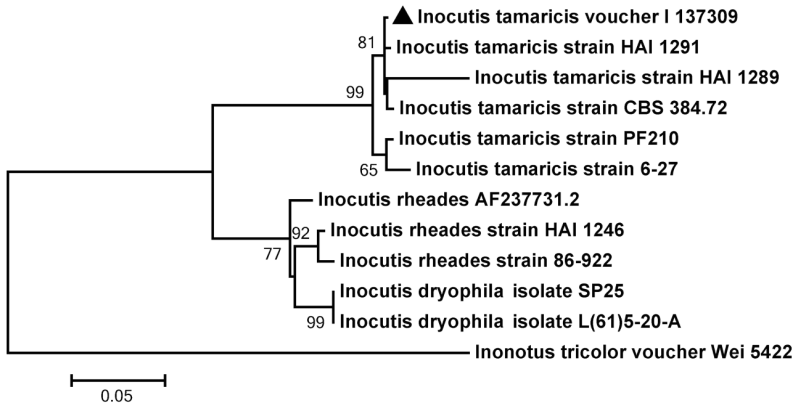 Inocutis tamaricis voucher I 137309
81
Inocutis tamaricis strain HAI 1291
Inocutis tamaricis strain HAI 1289
99
Inocutis tamaricis strain CBS 384.72
Inocutis tamaricis strain PF210
65
Inocutis tamaricis strain 6-27
Inocutis rheades AF237731.2
92
Inocutis rheades strain HAI 1246
77
Inocutis rheades strain 86-922
Inocutis dryophila isolate SP25
99
Inocutis dryophila isolate L(61)5-20-A
Inonotus tricolor voucher Wei 5422
0.05